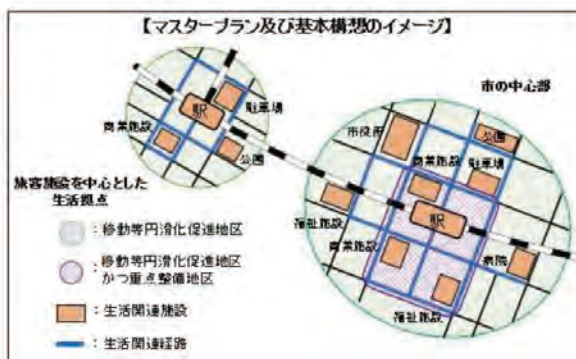 【マスタープラン及び基本構想のイメージ】
市の中心部
駅
駐車場
商業施設
公園
旅客施設を中心とした
生活拠点
市役所
公園
商業施設
駐車場
駅
福祉施設
商業施設
病院
福祉施設
：移動等円滑化促進地区
：移動等円滑化促進地区
かつ重点整備地区
：生活関連施設
：生活関連経路